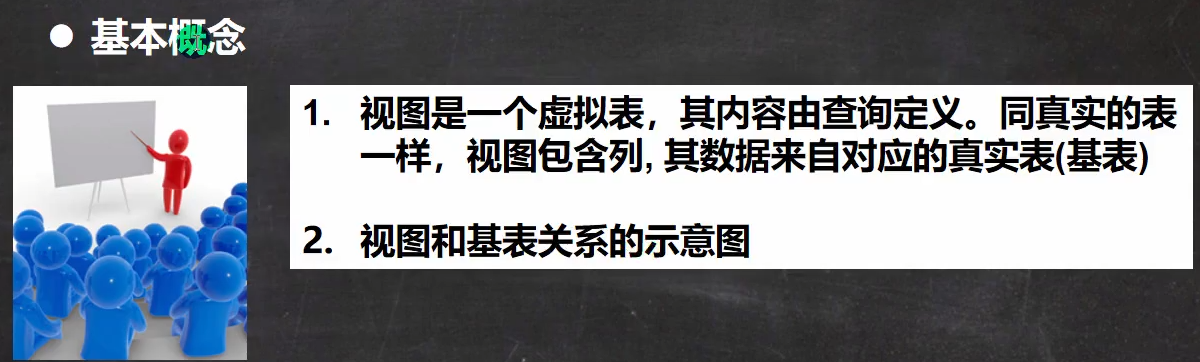 ● 基本概念
1. 视图是一个虚拟表，其内容由查询定义。同真实的表
一样，视图包含列, 其数据来自对应的真实表(基表)
2. 视图和基表关系的示意图